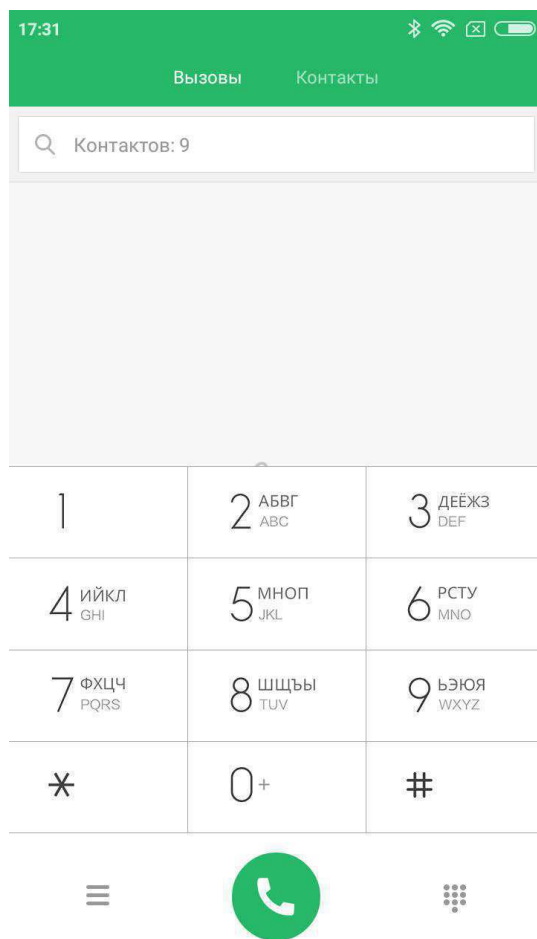 17:31
Вызовы Контакты
Контактов: 9
1 2 АБВГ 3 ДЕЁЖЗ
ABC DEF
4 ИЙКЛ 5 МНОП 6 РСТУ
GHI JKL MNO
7 ФХЦЧ 8 ШЩЪЫ 9 ЬЭЮЯ
PQRS TUV WXYZ
* 0 + #